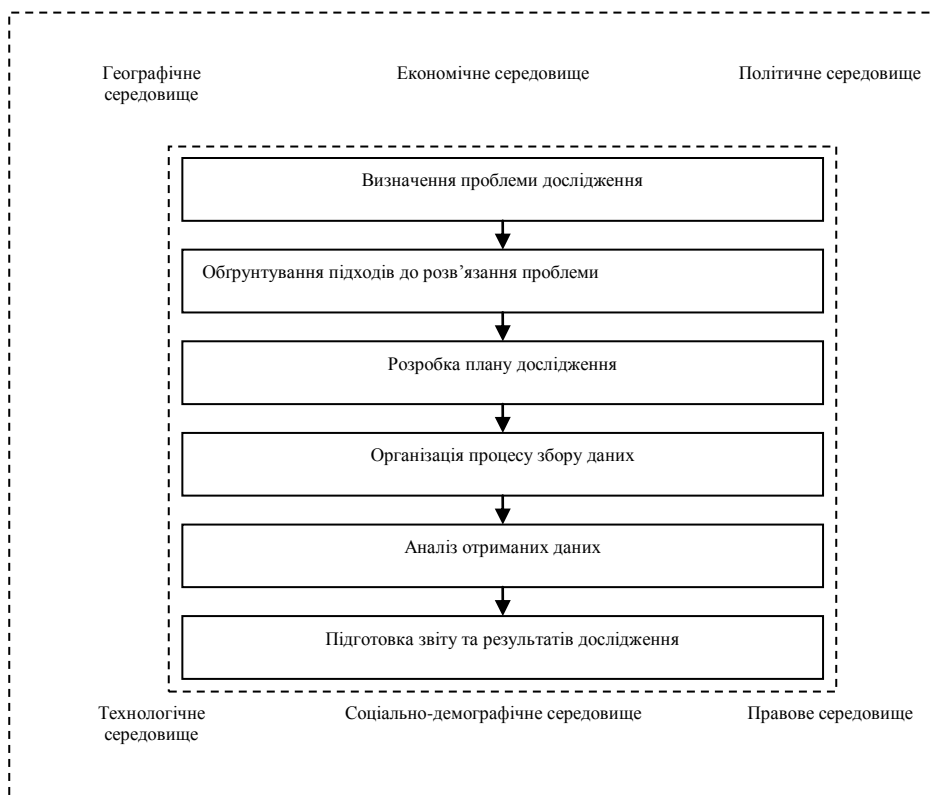 Географічне
середовище
Економічне середовище
Політичне середовище
Визначення проблеми дослідження
Обґрунтування підходів до розв’язання проблеми
Розробка плану дослідження
Організація процесу збору даних
Аналіз отриманих даних
Підготовка звіту та результатів дослідження
Технологічне
середовище
Соціально-демографічне середовище
Правове середовище